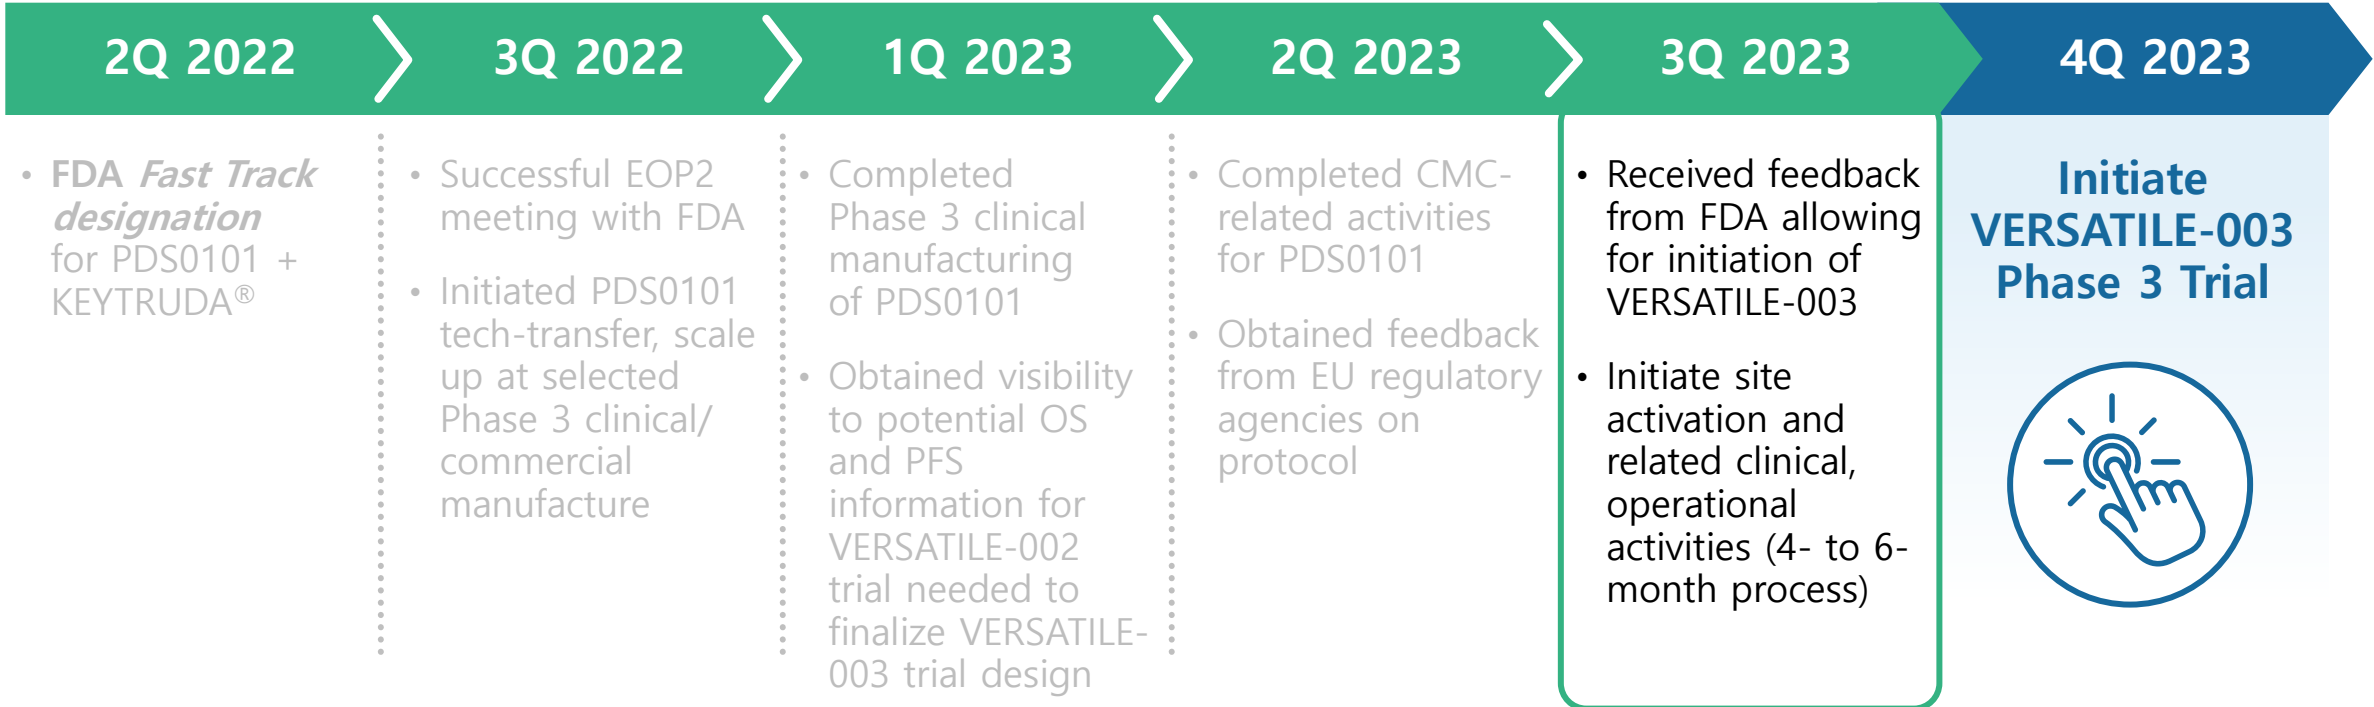 2Q 2022
3Q 2022
1Q 2023
2Q 2023
3Q 2023
4Q 2023
• FDA Fast Track
designation
for PDS0101 +
KEYTRUDA®
• Successful EOP2
meeting with FDA
• Initiated PDS0101
tech-transfer, scale
up at selected
Phase 3 clinical/
commercial
manufacture
• Completed
Phase 3 clinical
manufacturing
of PDS0101
• Obtained visibility
to potential OS
and PFS
information for
VERSATILE-002
trial needed to
finalize VERSATILE-
003 trial design
• Completed CMC-
related activities
for PDS0101
• Obtained feedback
from EU regulatory
agencies on
protocol
• Received feedback
from FDA allowing
for initiation of
VERSATILE-003
• Initiate site
activation and
related clinical,
operational
activities (4- to 6-
month process)
Initiate
VERSATILE-003
Phase 3 Trial